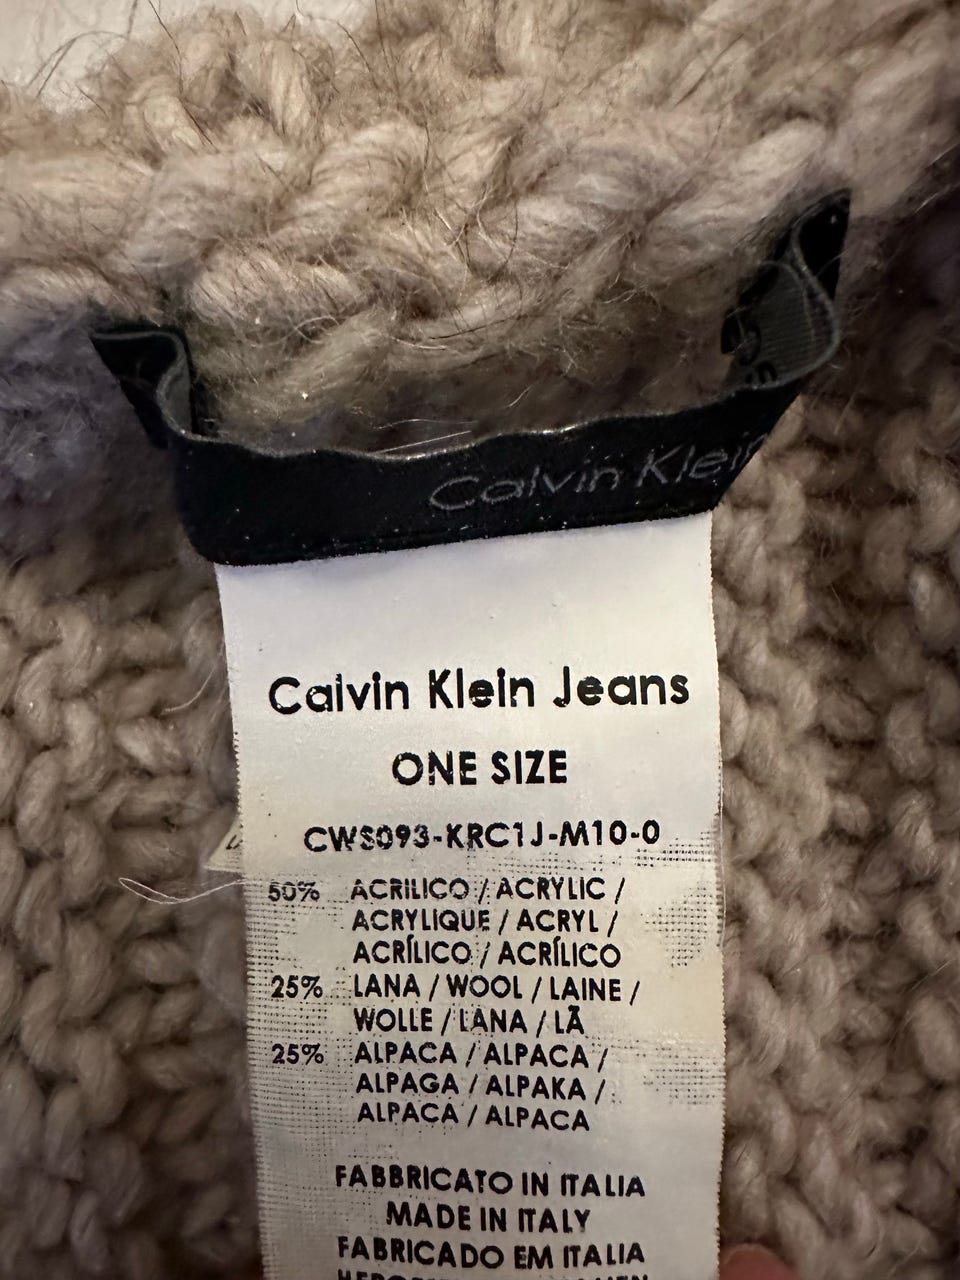 Calvin Klein
Calvin Klein Jeans
ONE SIZE
CWS093-KRC1J-M10-0
50% ACRILICO / ACRYLIC /
ACRYLIQUE / ACRYL /
ACRÍLICO / ACRÍLICO
25% LANA / WOOL / LAINE /
WOLLE / LANA / LÃ
25% ALPACA / ALPACA /
ALPAGA / ALPAKA /
ALPACA / ALPACA
FABBRICATO IN ITALIA
MADE IN ITALY
FABRICADO EM ITALIA